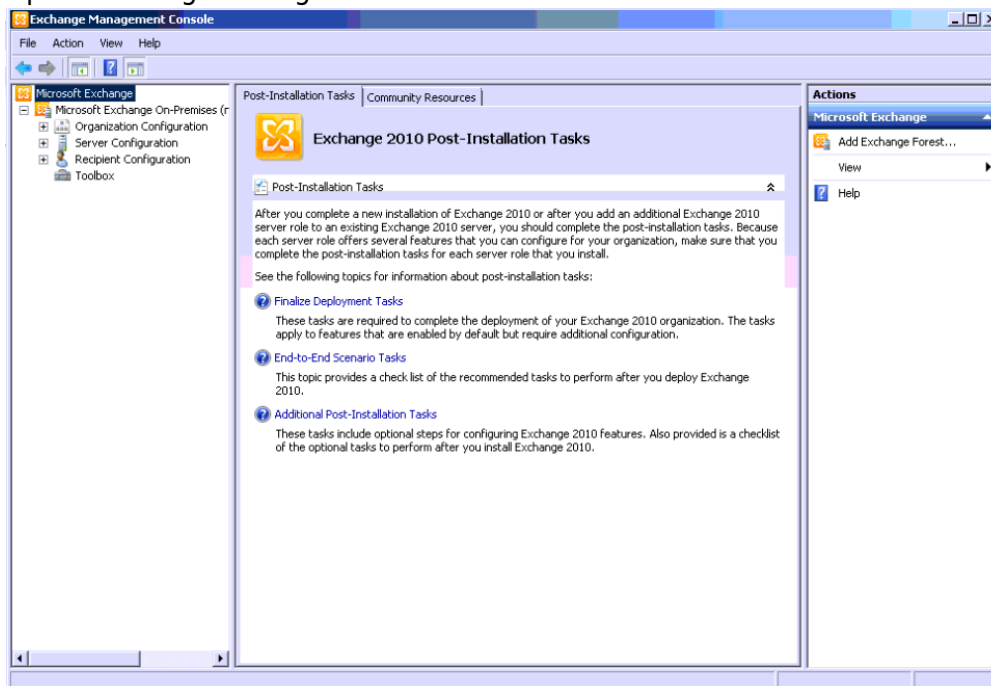 Exchange Management Console
File Action View Help
Microsoft Exchange
Microsoft Exchange On-Premises (r
Organization Configuration
Server Configuration
Recipient Configuration
Toolbox
Post-Installation Tasks Community Resources
Exchange 2010 Post-Installation Tasks
Post-Installation Tasks
After you complete a new installation of Exchange 2010 or after you add an additional Exchange 2010
server role to an existing Exchange 2010 server, you should complete the post-installation tasks. Because
each server role offers several features that you can configure for your organization, make sure that you
complete the post-installation tasks for each server role that you install.
See the following topics for information about post-installation tasks:
Finalize Deployment Tasks
These tasks are required to complete the deployment of your Exchange 2010 organization. The tasks
apply to features that are enabled by default but require additional configuration.
End-to-End Scenario Tasks
This topic provides a check list of the recommended tasks to perform after you deploy Exchange
2010.
Additional Post-Installation Tasks
These tasks include optional steps for configuring Exchange 2010 features. Also provided is a checklist
of the optional tasks to perform after you install Exchange 2010.
Actions
Microsoft Exchange
Add Exchange Forest...
View
Help